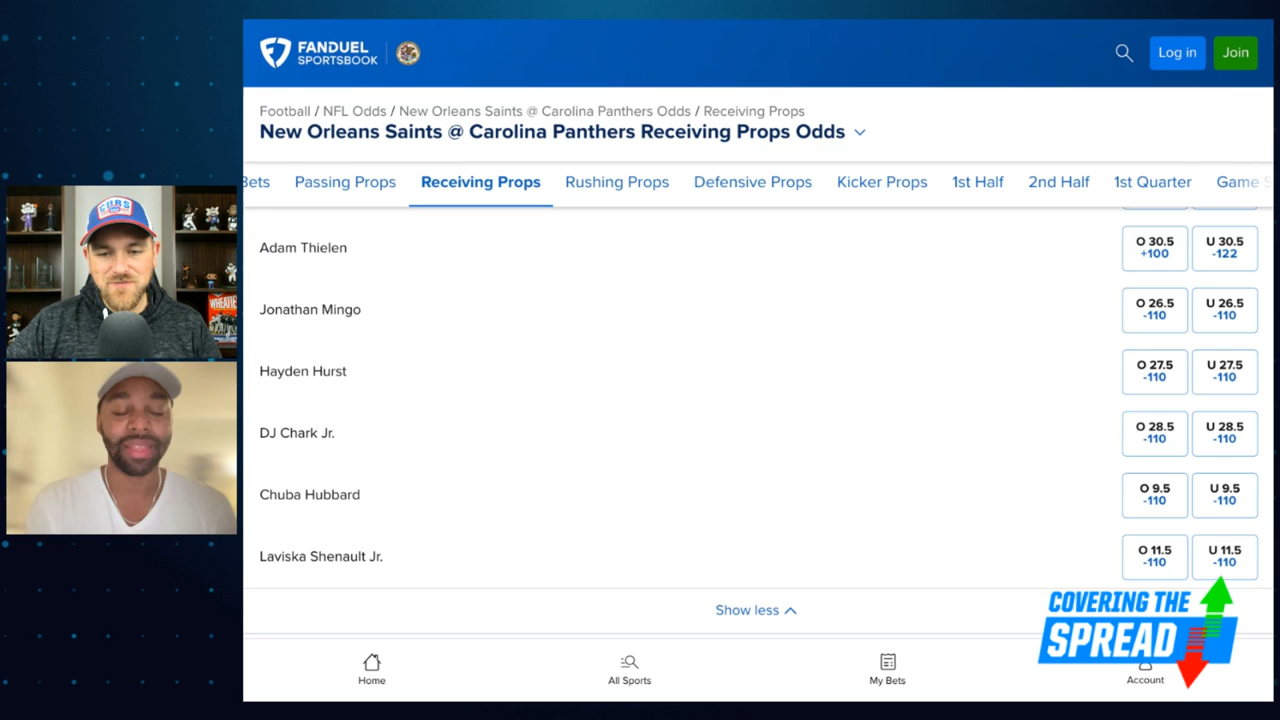 FANDUEL
SPORTSBOOK
Log in
Join
Football / NFL Odds / New Orleans Saints @ Carolina Panthers Odds / Receiving Props
New Orleans Saints @ Carolina Panthers Receiving Props Odds
Bets
Passing Props
Receiving Props
Rushing Props
Defensive Props
Kicker Props
1st Half
2nd Half
1st Quarter
Game S
Adam Thielen
O 30.5
+100
U 30.5
-122
Jonathan Mingo
O 26.5
-110
U 26.5
-110
Hayden Hurst
O 27.5
-110
U 27.5
-110
DJ Chark Jr.
O 28.5
-110
U 28.5
-110
Chuba Hubbard
O 9.5
-110
U 9.5
-110
Laviska Shenault Jr.
O 11.5
-110
U 11.5
-110
Show less
COVERING THE
SPREAD
Home
All Sports
My Bets
Account
CUBS
WHEATIES